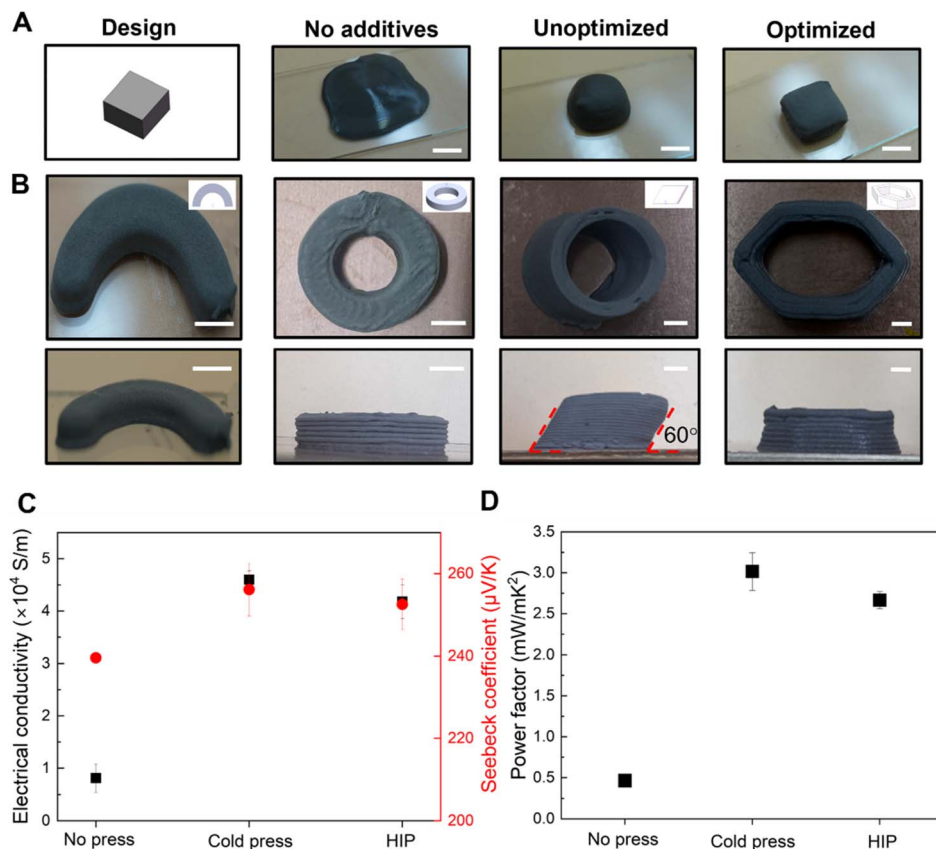 A
Design
No additives
Unoptimized
Optimized
B
60°
C
Electrical conductivity (×10⁴ S/m)
5
4
3
2
1
0
Seebeck coefficient (μV/K)
260
240
220
200
No press
Cold press
HIP
D
Power factor (mW/mK²)
3.5
3.0
2.5
2.0
1.5
1.0
0.5
0.0
No press
Cold press
HIP